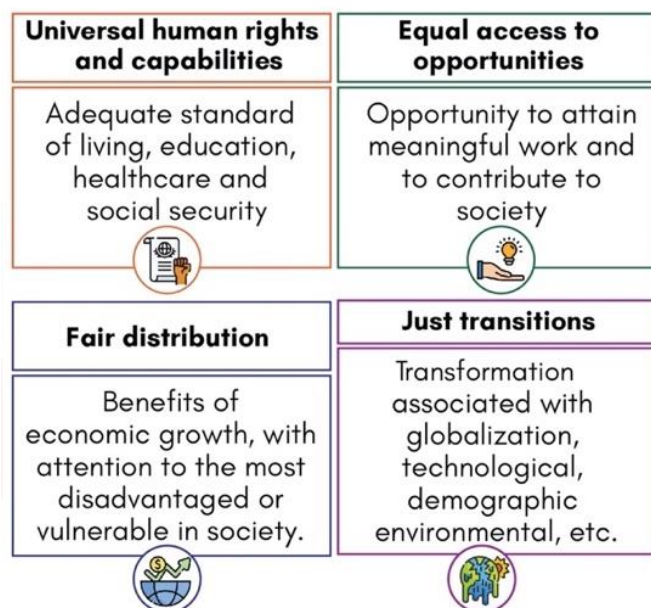 Universal human rights
and capabilities
Adequate standard
of living, education,
healthcare and
social security
Equal access to
opportunities
Opportunity to attain
meaningful work and
to contribute to
society
Fair distribution
Benefits of
economic growth, with
attention to the most
disadvantaged or
vulnerable in society.
Just transitions
Transformation
associated with
globalization,
technological,
demographic
environmental, etc.